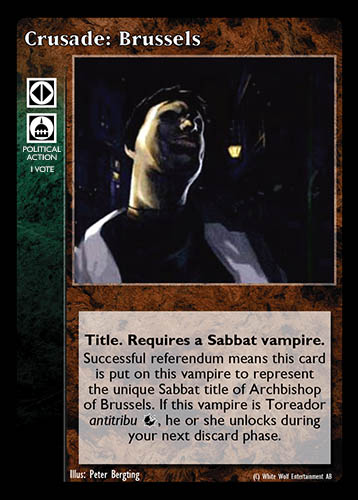 Crusade: Brussels
POLITICAL
ACTION
1 VOTE
Title. Requires a Sabbat vampire.
Successful referendum means this card
is put on this vampire to represent
the unique Sabbat title of Archbishop
of Brussels. If this vampire is Toreador
antitribu , he or she unlocks during
your next discard phase.
Illus: Peter Bergting
(C) White Wolf Entertainment AB